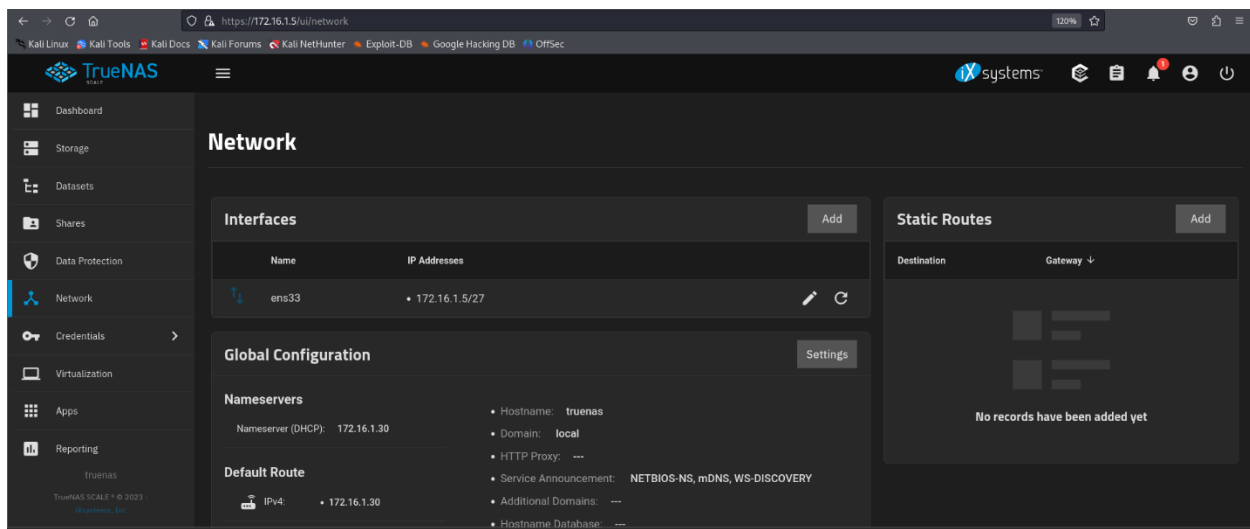 https://172.16.1.5/ui/network
120%
Kali Linux Kali Tools Kali Docs Kali Forums Kali NetHunter Exploit-DB Google Hacking DB OffSec
TrueNAS
SCALE
iX systems
1
Dashboard
Storage
Datasets
Shares
Data Protection
Network
Credentials
Virtualization
Apps
Reporting
truenas
TrueNAS SCALE ® © 2023 -
iXsystems, Inc
Network
Interfaces
Add
Name IP Addresses
ens33 • 172.16.1.5/27
Global Configuration
Settings
Nameservers
Nameserver (DHCP): 172.16.1.30
Default Route
IPv4: • 172.16.1.30
• Hostname: truenas
• Domain: local
• HTTP Proxy: ---
• Service Announcement: NETBIOS-NS, mDNS, WS-DISCOVERY
• Additional Domains: ---
• Hostname Database: ---
Static Routes
Add
Destination Gateway
No records have been added yet